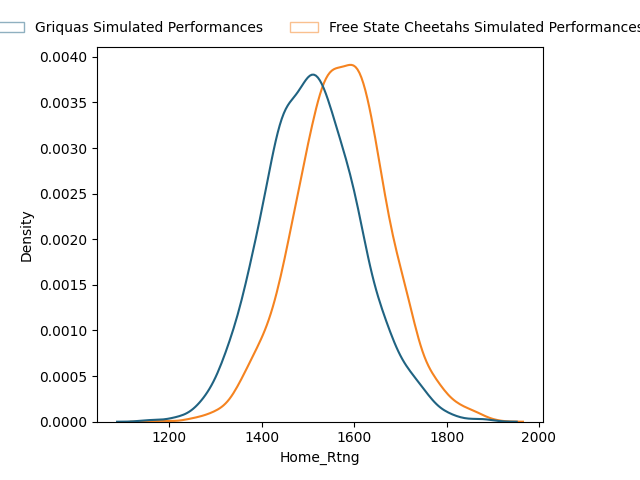 Griquas Simulated Performances
Free State Cheetahs Simulated Performances
0.0040
0.0035
0.0030
0.0025
0.0020
0.0015
0.0010
0.0005
0.0000
Density
1200 1400 1600 1800 2000
Home_Rtng